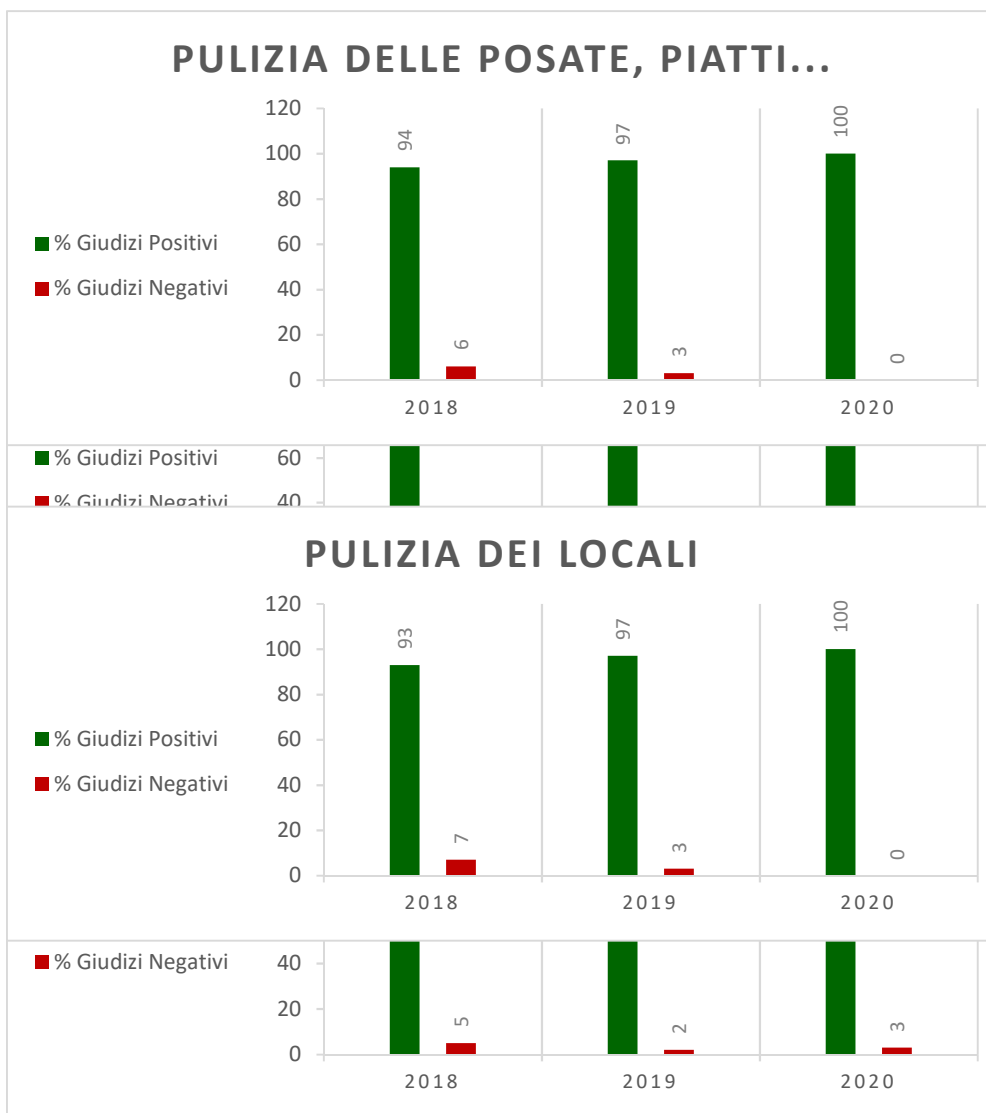 PULIZIA DELLE POSATE, PIATTI...
120
100
80
60
40
20
0
94
97
100
6
3
0
% Giudizi Positivi
% Giudizi Negativi
2018 2019 2020
% Giudizi Positivi
60
% Giudizi Negativi
40
PULIZIA DEI LOCALI
120
100
80
60
40
20
0
93
97
100
7
3
0
% Giudizi Positivi
% Giudizi Negativi
2018 2019 2020
% Giudizi Negativi
40
20
0
5
2
3
2018 2019 2020